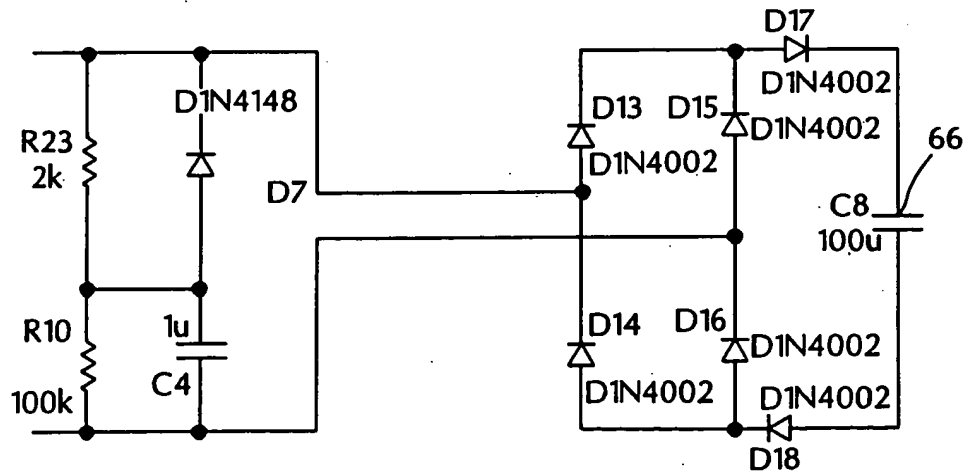 D17
D1N4002
D1N4148
D13
D15
D1N4002
D1N4002
66
R23
2k
D7
C8
100u
R10
1u
D14
D16
D1N4002
C4
100k
D1N4002
D1N4002
D18